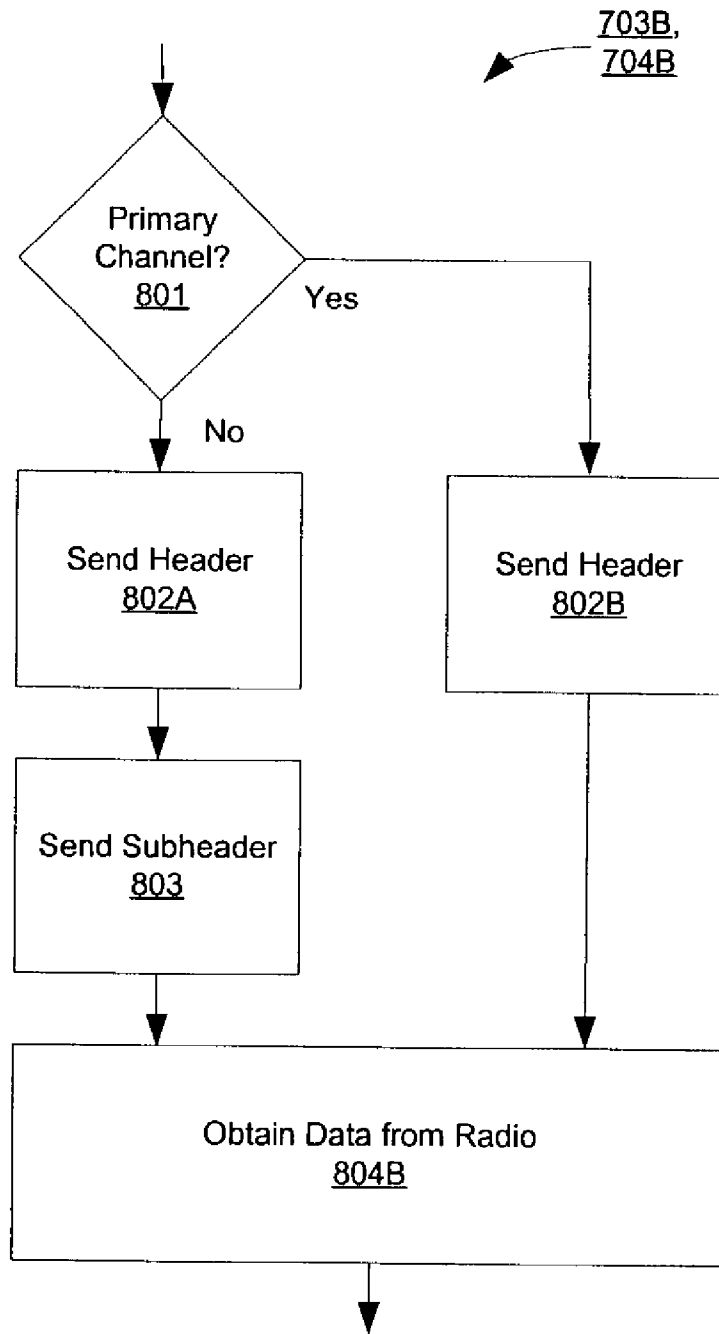 703B,
704B
Primary
Channel?
801
Yes
No
Send Header
802A
Send Header
802B
Send Subheader
803
Obtain Data from Radio
804B